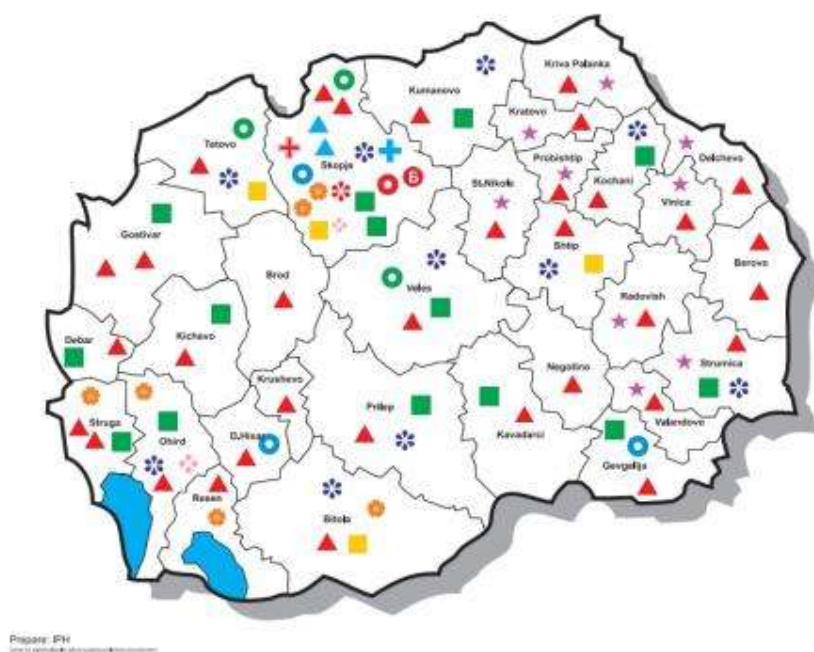 Kriva Palanka
Kumanovo
Kratovo
Tetovo
Skopje
Probishtip
Delchevo
St.Nikole
Kochani
Vinica
Gostivar
Shtip
Berovo
Brod
Veles
Radovish
Debar
Kichevo
Strumica
Krushevo
Negotino
Prilep
Struga
Ohird
D.Hisar
Kavadarci
Valandovo
Gevgelija
Resen
Bitola
Б
Prepare: IPH